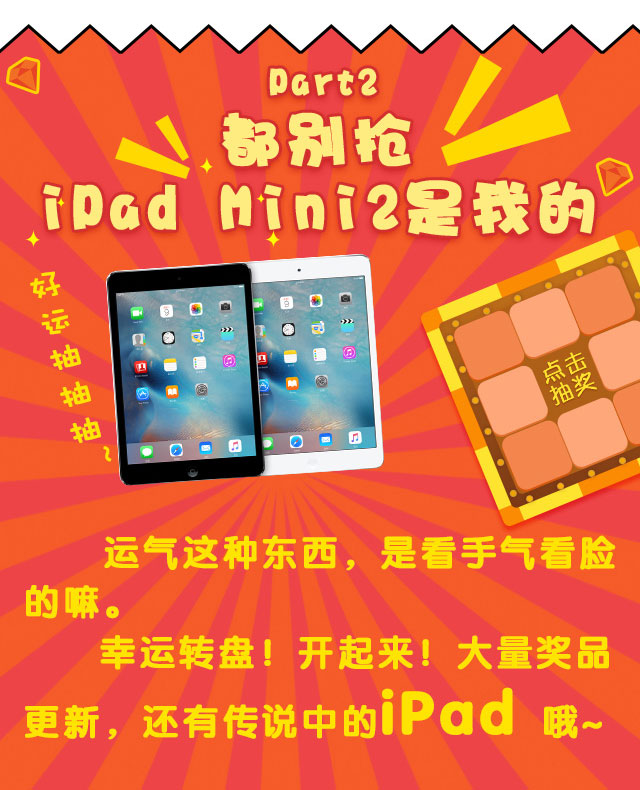 Part2
都别抢
iPad Mini2是我的
好运抽抽抽~
点击
抽奖
运气这种东西，是看手气看脸
的嘛。
幸运转盘！开起来！大量奖品
更新，还有传说中的iPad 哦~